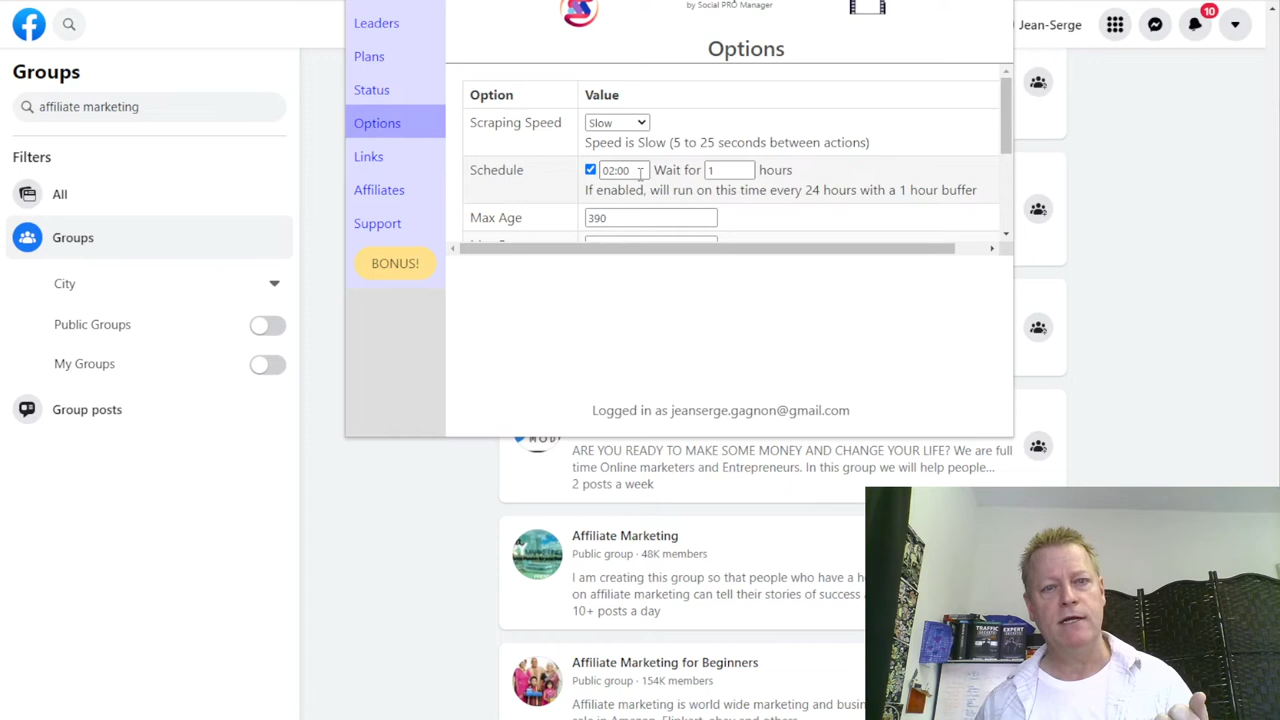 Groups
affiliate marketing
Filters
All
Groups
City
Public Groups
My Groups
Group posts
Leaders
Plans
Status
Options
Links
Affiliates
Support
BONUS!
by Social PRO Manager
Options
Option Value
Scraping Speed Slow
Speed is Slow (5 to 25 seconds between actions)
Schedule 02:00 Wait for 1 hours
If enabled, will run on this time every 24 hours with a 1 hour buffer
Max Age 390
Logged in as jeanserge.gagnon@gmail.com
Jean-Serge
10
ARE YOU READY TO MAKE SOME MONEY AND CHANGE YOUR LIFE? We are full
time Online marketers and Entrepreneurs. In this group we will help people...
2 posts a week
Affiliate Marketing
Public group · 48K members
I am creating this group so that people who have a
on affiliate marketing can tell their stories of success
10+ posts a day
Affiliate Marketing for Beginners
Public group · 154K members
Affiliate marketing is world wide marketing and
TRAFFIC
SECRETS
EXPERT
SECRETS